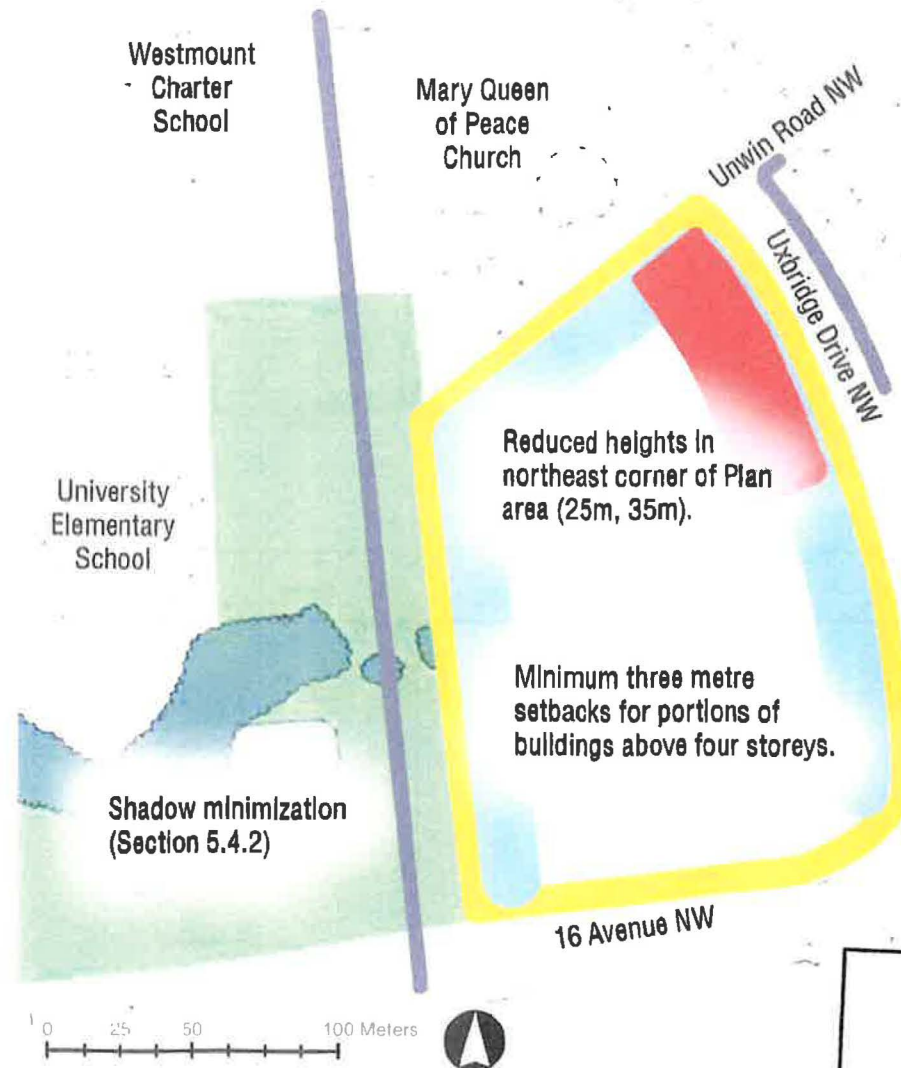 Westmount
Charter
School
Mary Queen
of Peace
Church
Unwin Road NW
Uxbridge Drive NW
Reduced heights in
northeast corner of Plan
area (25m, 35m).
University
Elementary
School
Minimum three metre
setbacks for portions of
buildings above four storeys.
Shadow minimization
(Section 5.4.2)
16 Avenue NW
0 25 50 100 Meters